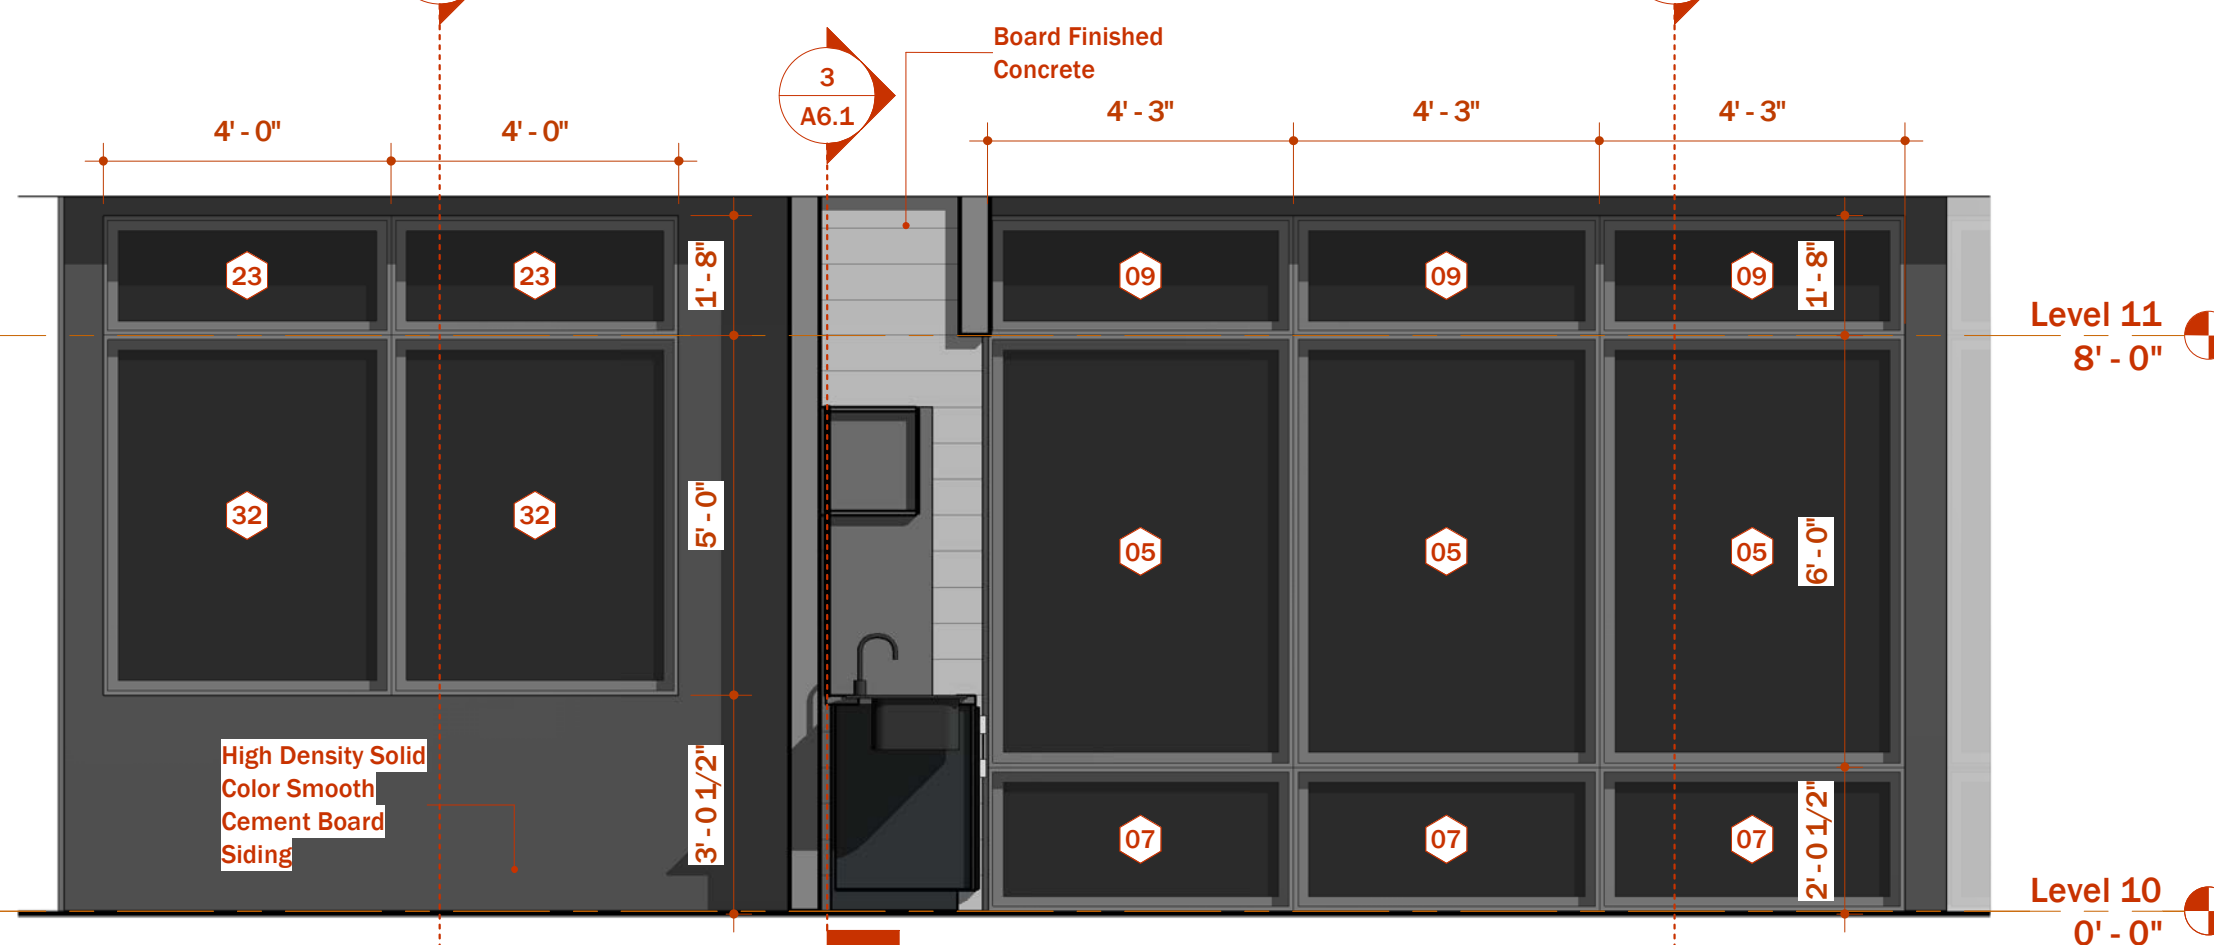 Board Finished
Concrete
3
A6.1
4' - 0"
4' - 0"
4' - 3"
4' - 3"
4' - 3"
23
23
1' - 8"
09
09
09
1' - 8"
Level 11
8' - 0"
32
32
5' - 0"
05
05
05
6' - 0"
High Density Solid
Color Smooth
Cement Board
Siding
3' - 0 1/2"
07
07
07
2' - 0 1/2"
Level 10
0' - 0"